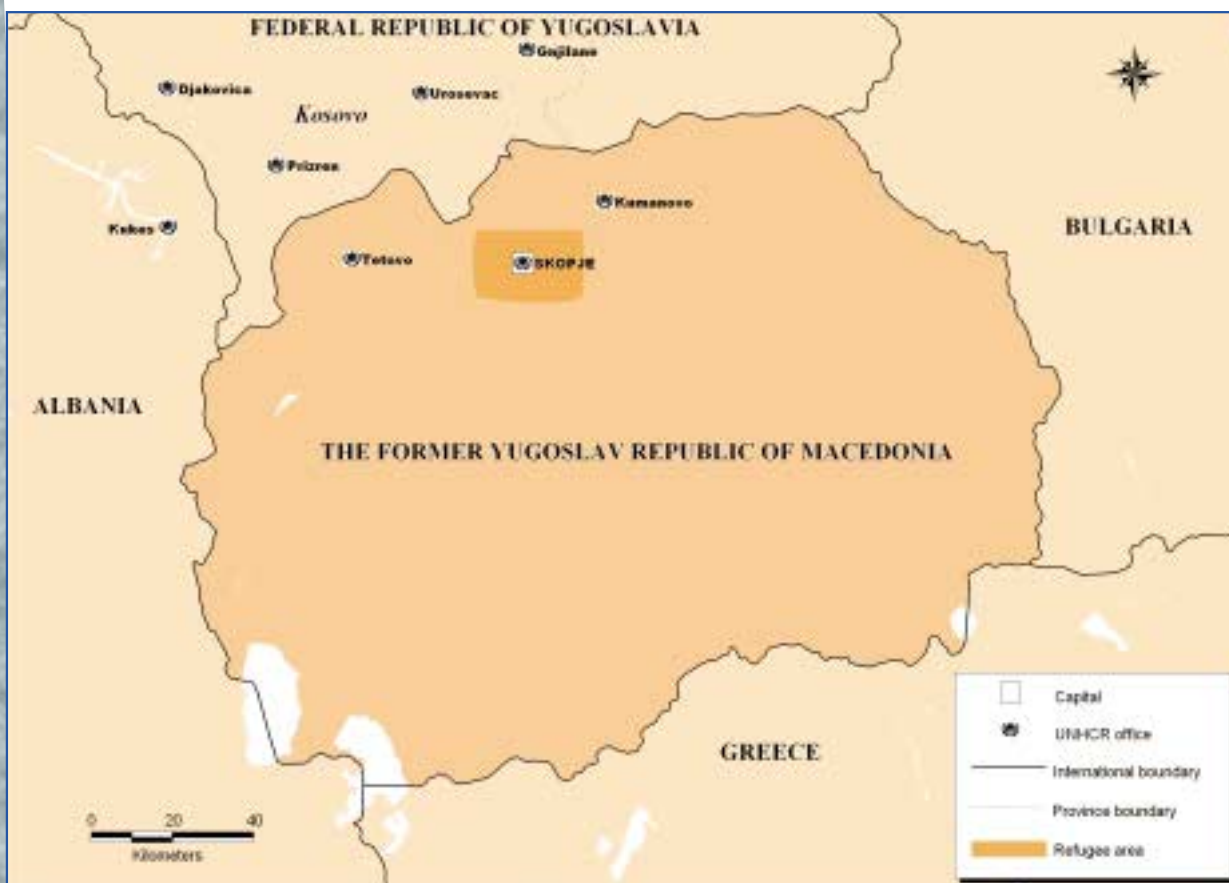 FEDERAL REPUBLIC OF YUGOSLAVIA
Gnjilane
Djakovica
Urosevac
Kosovo
Prizren
Kumanovo
Kukes
BULGARIA
Tetovo
SKOPJE
ALBANIA
THE FORMER YUGOSLAV REPUBLIC OF MACEDONIA
GREECE
Capital
UNHCR office
International boundary
Province boundary
Refugee area
0 20 40
Kilometers